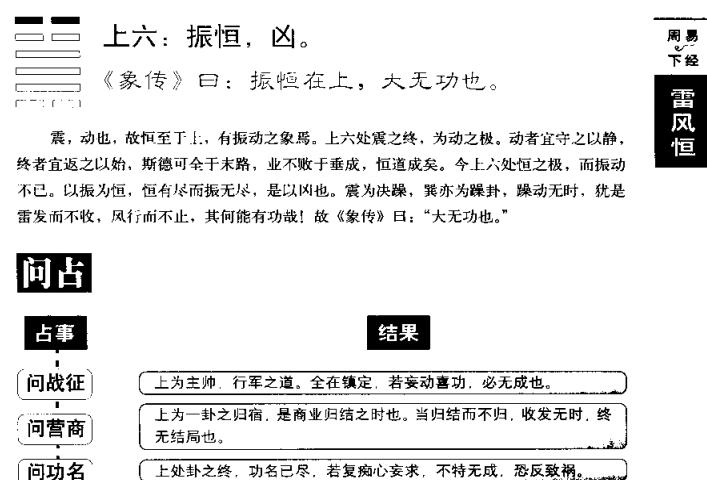 上六：振恒，凶。
《象传》曰：振恒在上，大无功也。
周易
下经
雷风恒
震，动也，故恒至于上，有振动之象焉。上六处震之终，为动之极。动者宜守之以静，
终者宜返之以始，斯德可全于末路，业不败于垂成，恒道成矣。今上六处恒之极，而振动
不已。以振为恒，恒有尽而振无尽，是以凶也。震为决躁，巽亦为躁卦，躁动无时，犹是
雷发而不收，风行而不止，其何能有功哉！故《象传》曰：“大无功也。”
问占
占事
结果
问战征
上为主帅，行军之道。全在镇定，若妄动喜功，必无成也。
问营商
上为一卦之归宿，是商业归结之时也。当归结而不归，收发无时，终
无结局也。
问功名
上处卦之终，功名已尽，若复痴心妄求，不特无成，恐反致祸。